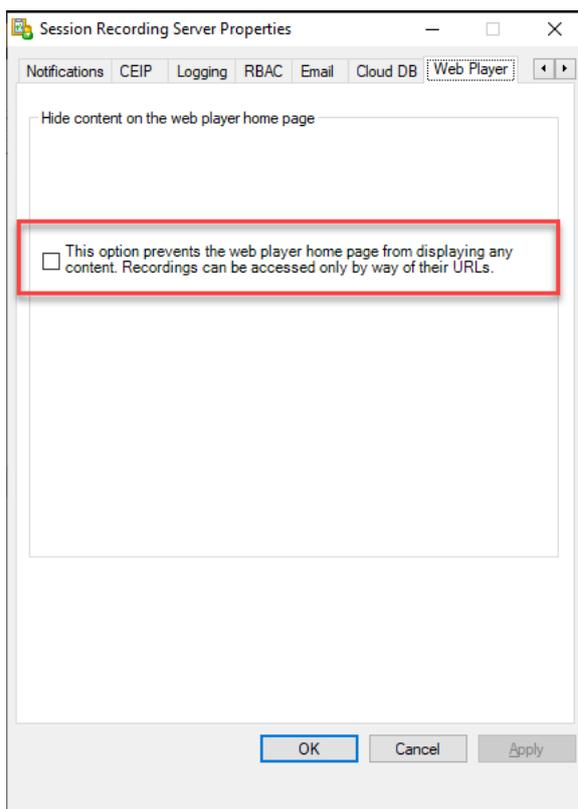 Session Recording Server Properties
Notifications CEIP Logging RBAC Email Cloud DB Web Player
Hide content on the web player home page
This option prevents the web player home page from displaying any
content. Recordings can be accessed only by way of their URLs.
OK Cancel Apply